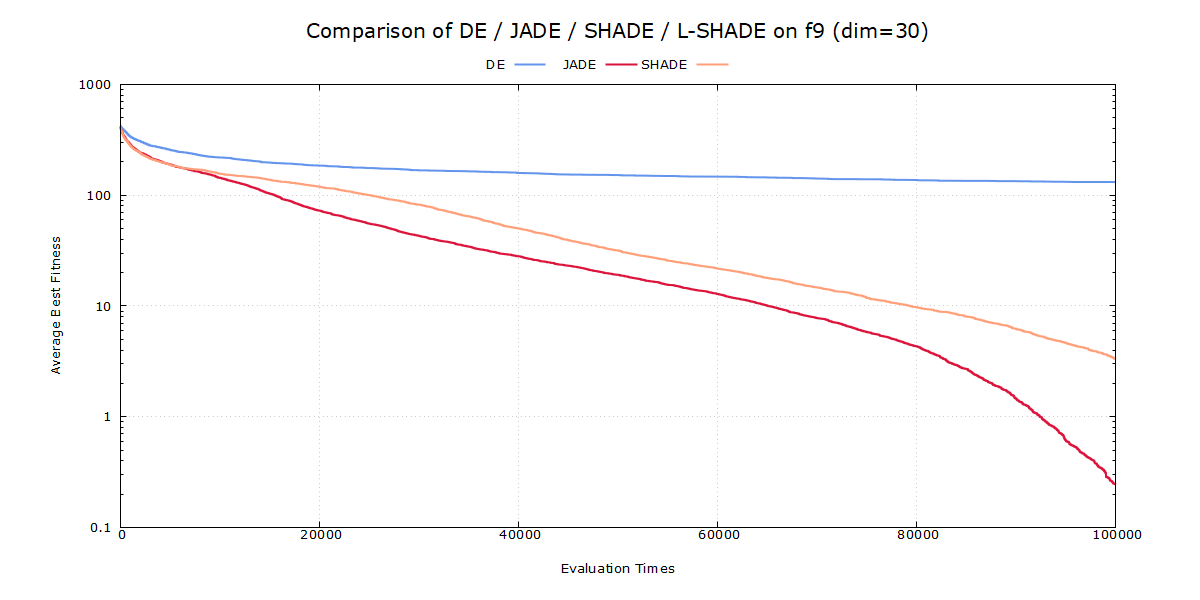 Comparison of DE / JADE / SHADE / L-SHADE on f9 (dim=30)
DE JADE SHADE
1000
100
10
1
0.1
Average Best Fitness
0 20000 40000 60000 80000 100000
Evaluation Times